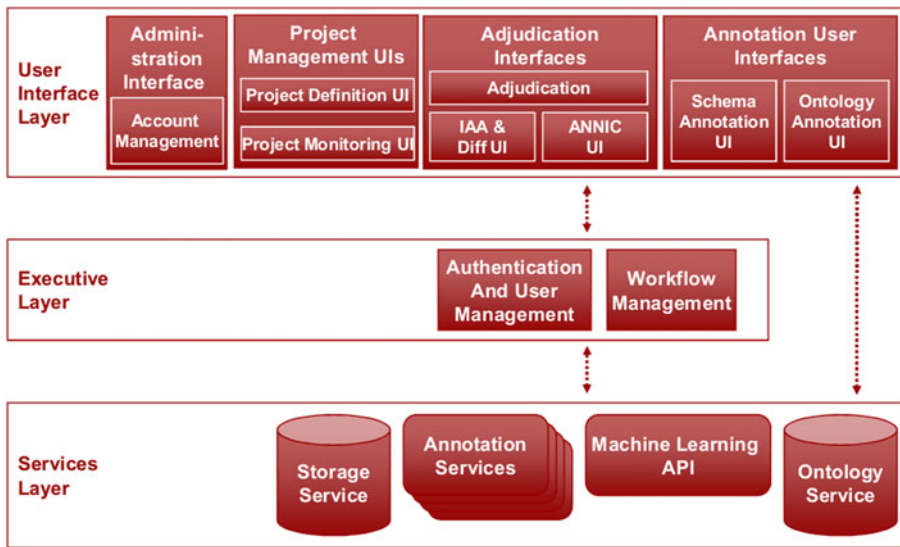 User
Interface
Layer
Admini-
stration
Interface
Account
Management
Project
Management UIs
Project Definition UI
Project Monitoring UI
Adjudication
Interfaces
Adjudication
IAA &
Diff UI
ANNIC
UI
Annotation User
Interfaces
Schema
Annotation
UI
Ontology
Annotation
UI
Executive
Layer
Authentication
And User
Management
Workflow
Management
Services
Layer
Storage
Service
Annotation
Services
Machine Learning
API
Ontology
Service